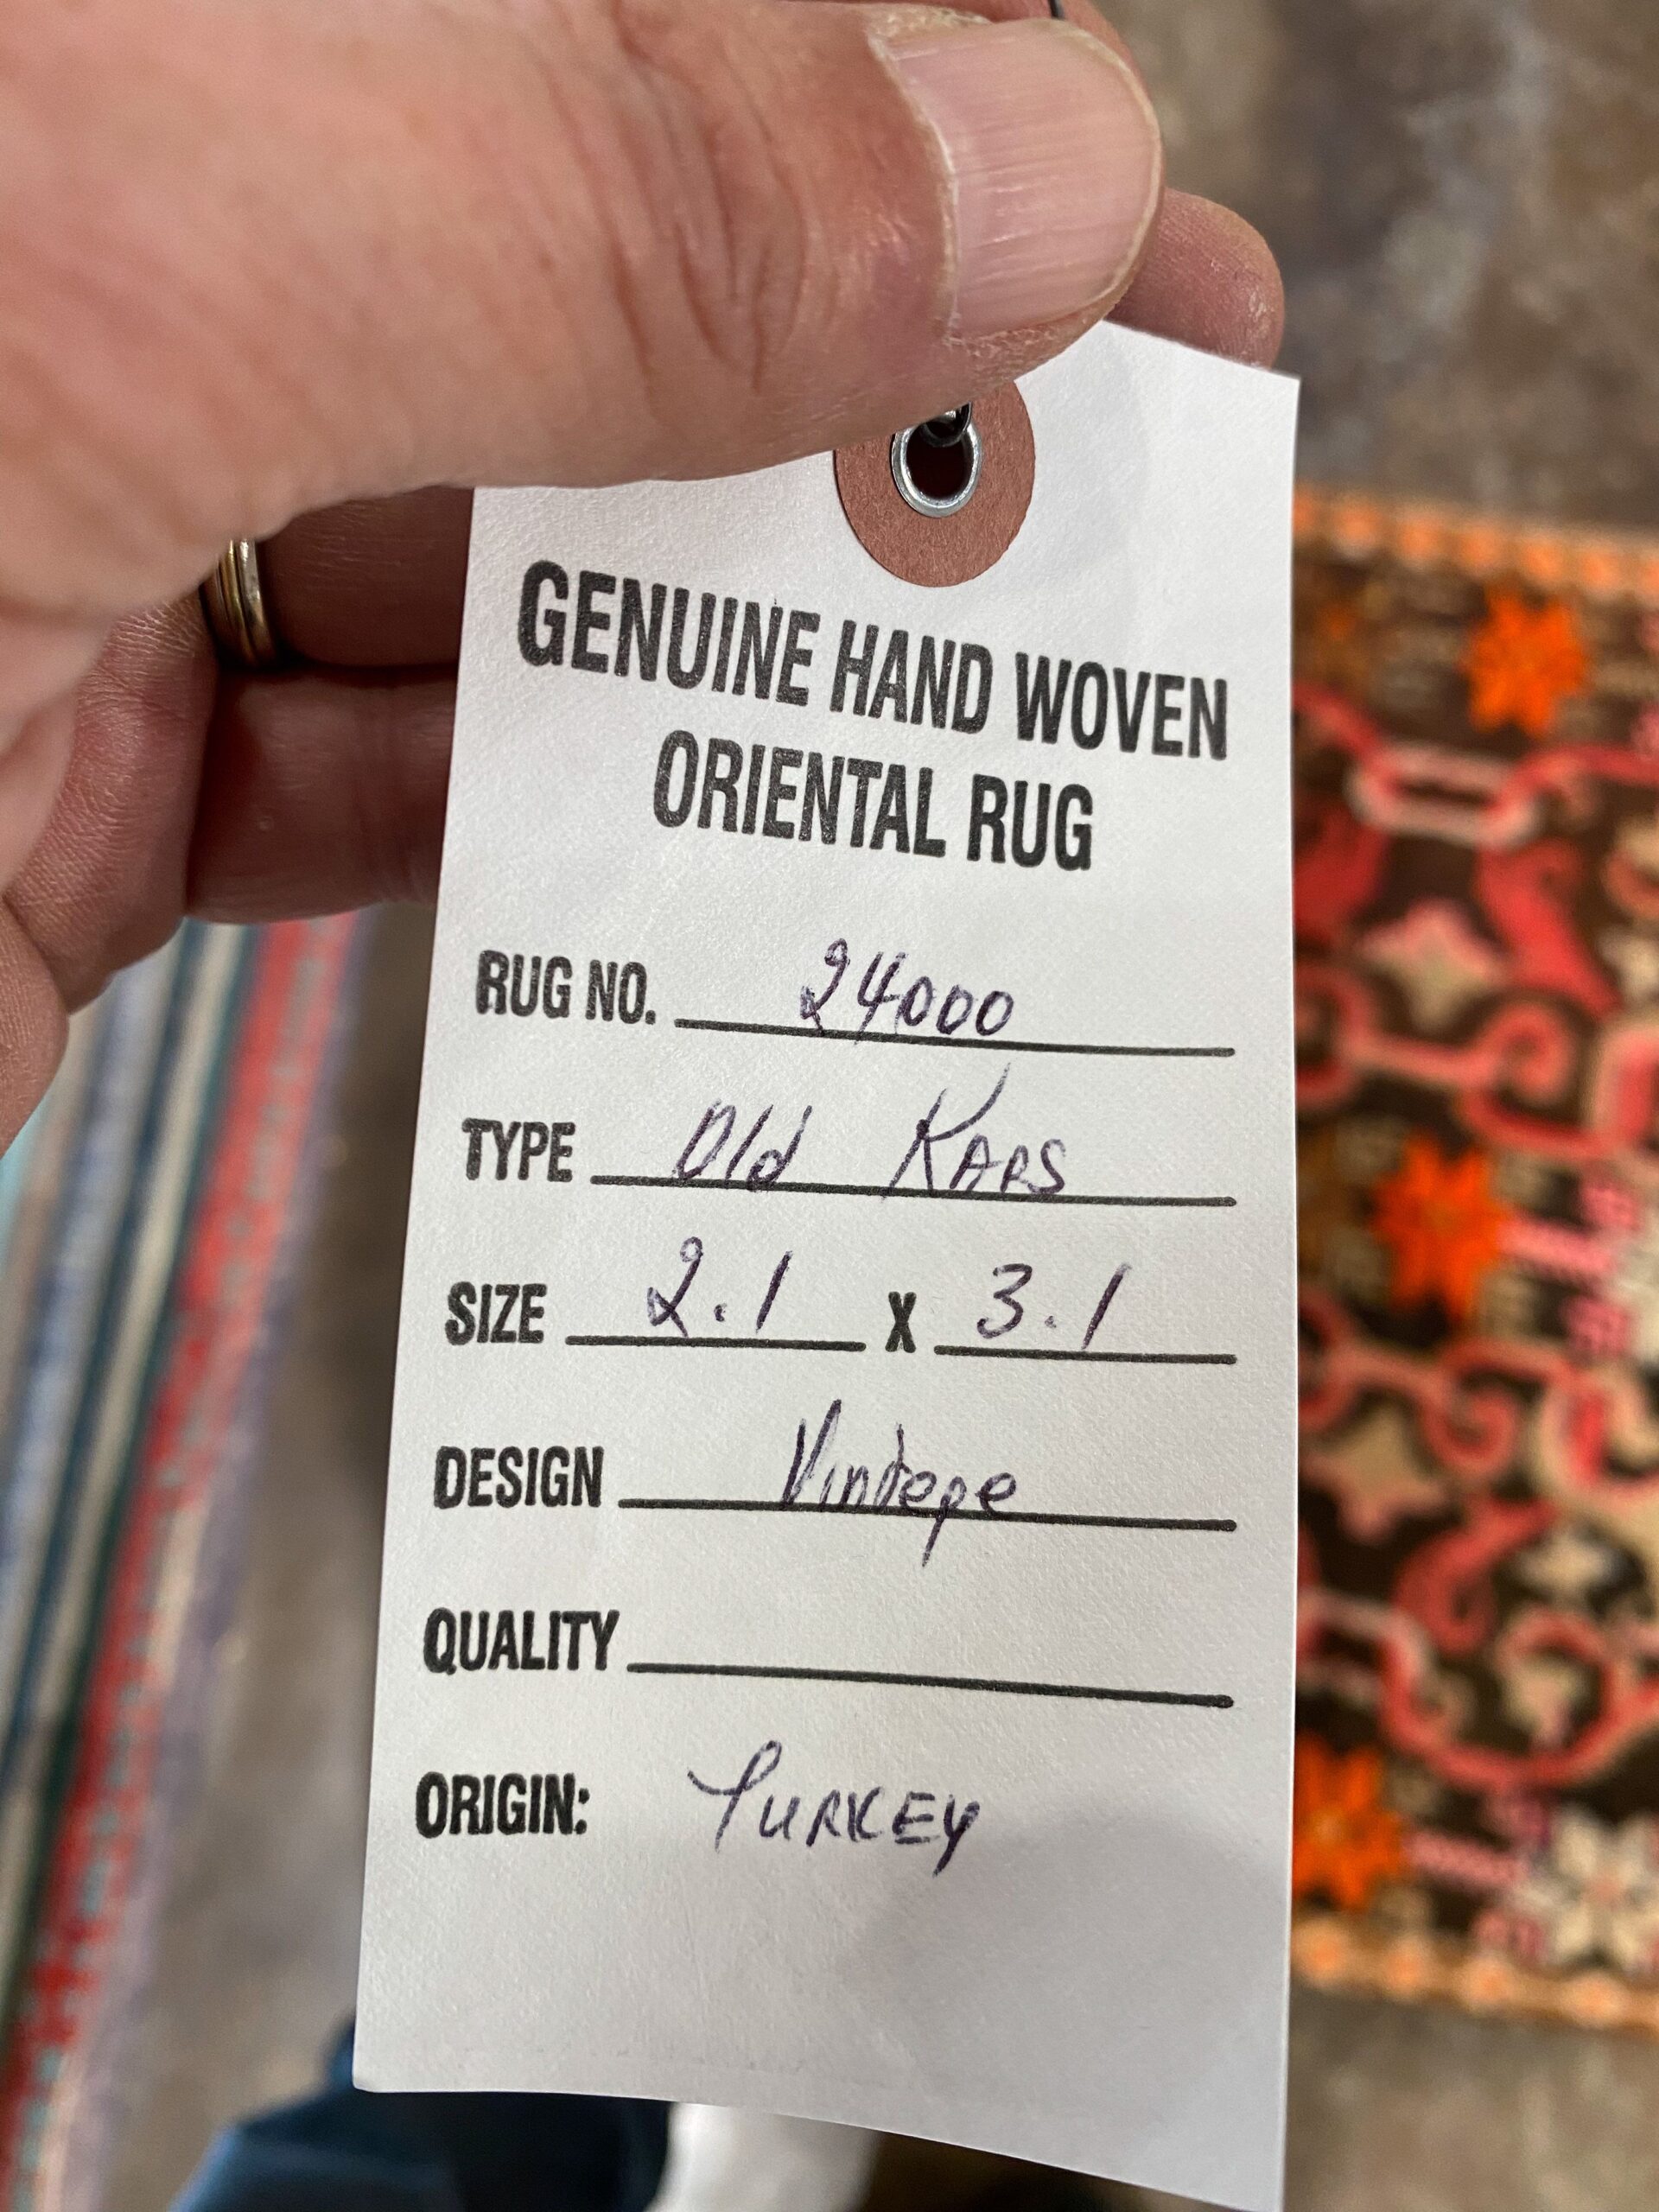 GENUINE HAND WOVEN
ORIENTAL RUG
RUG NO. 24000
TYPE Old KARS
SIZE 2.1 X 3.1
DESIGN Vintege
QUALITY
ORIGIN: TURKEY